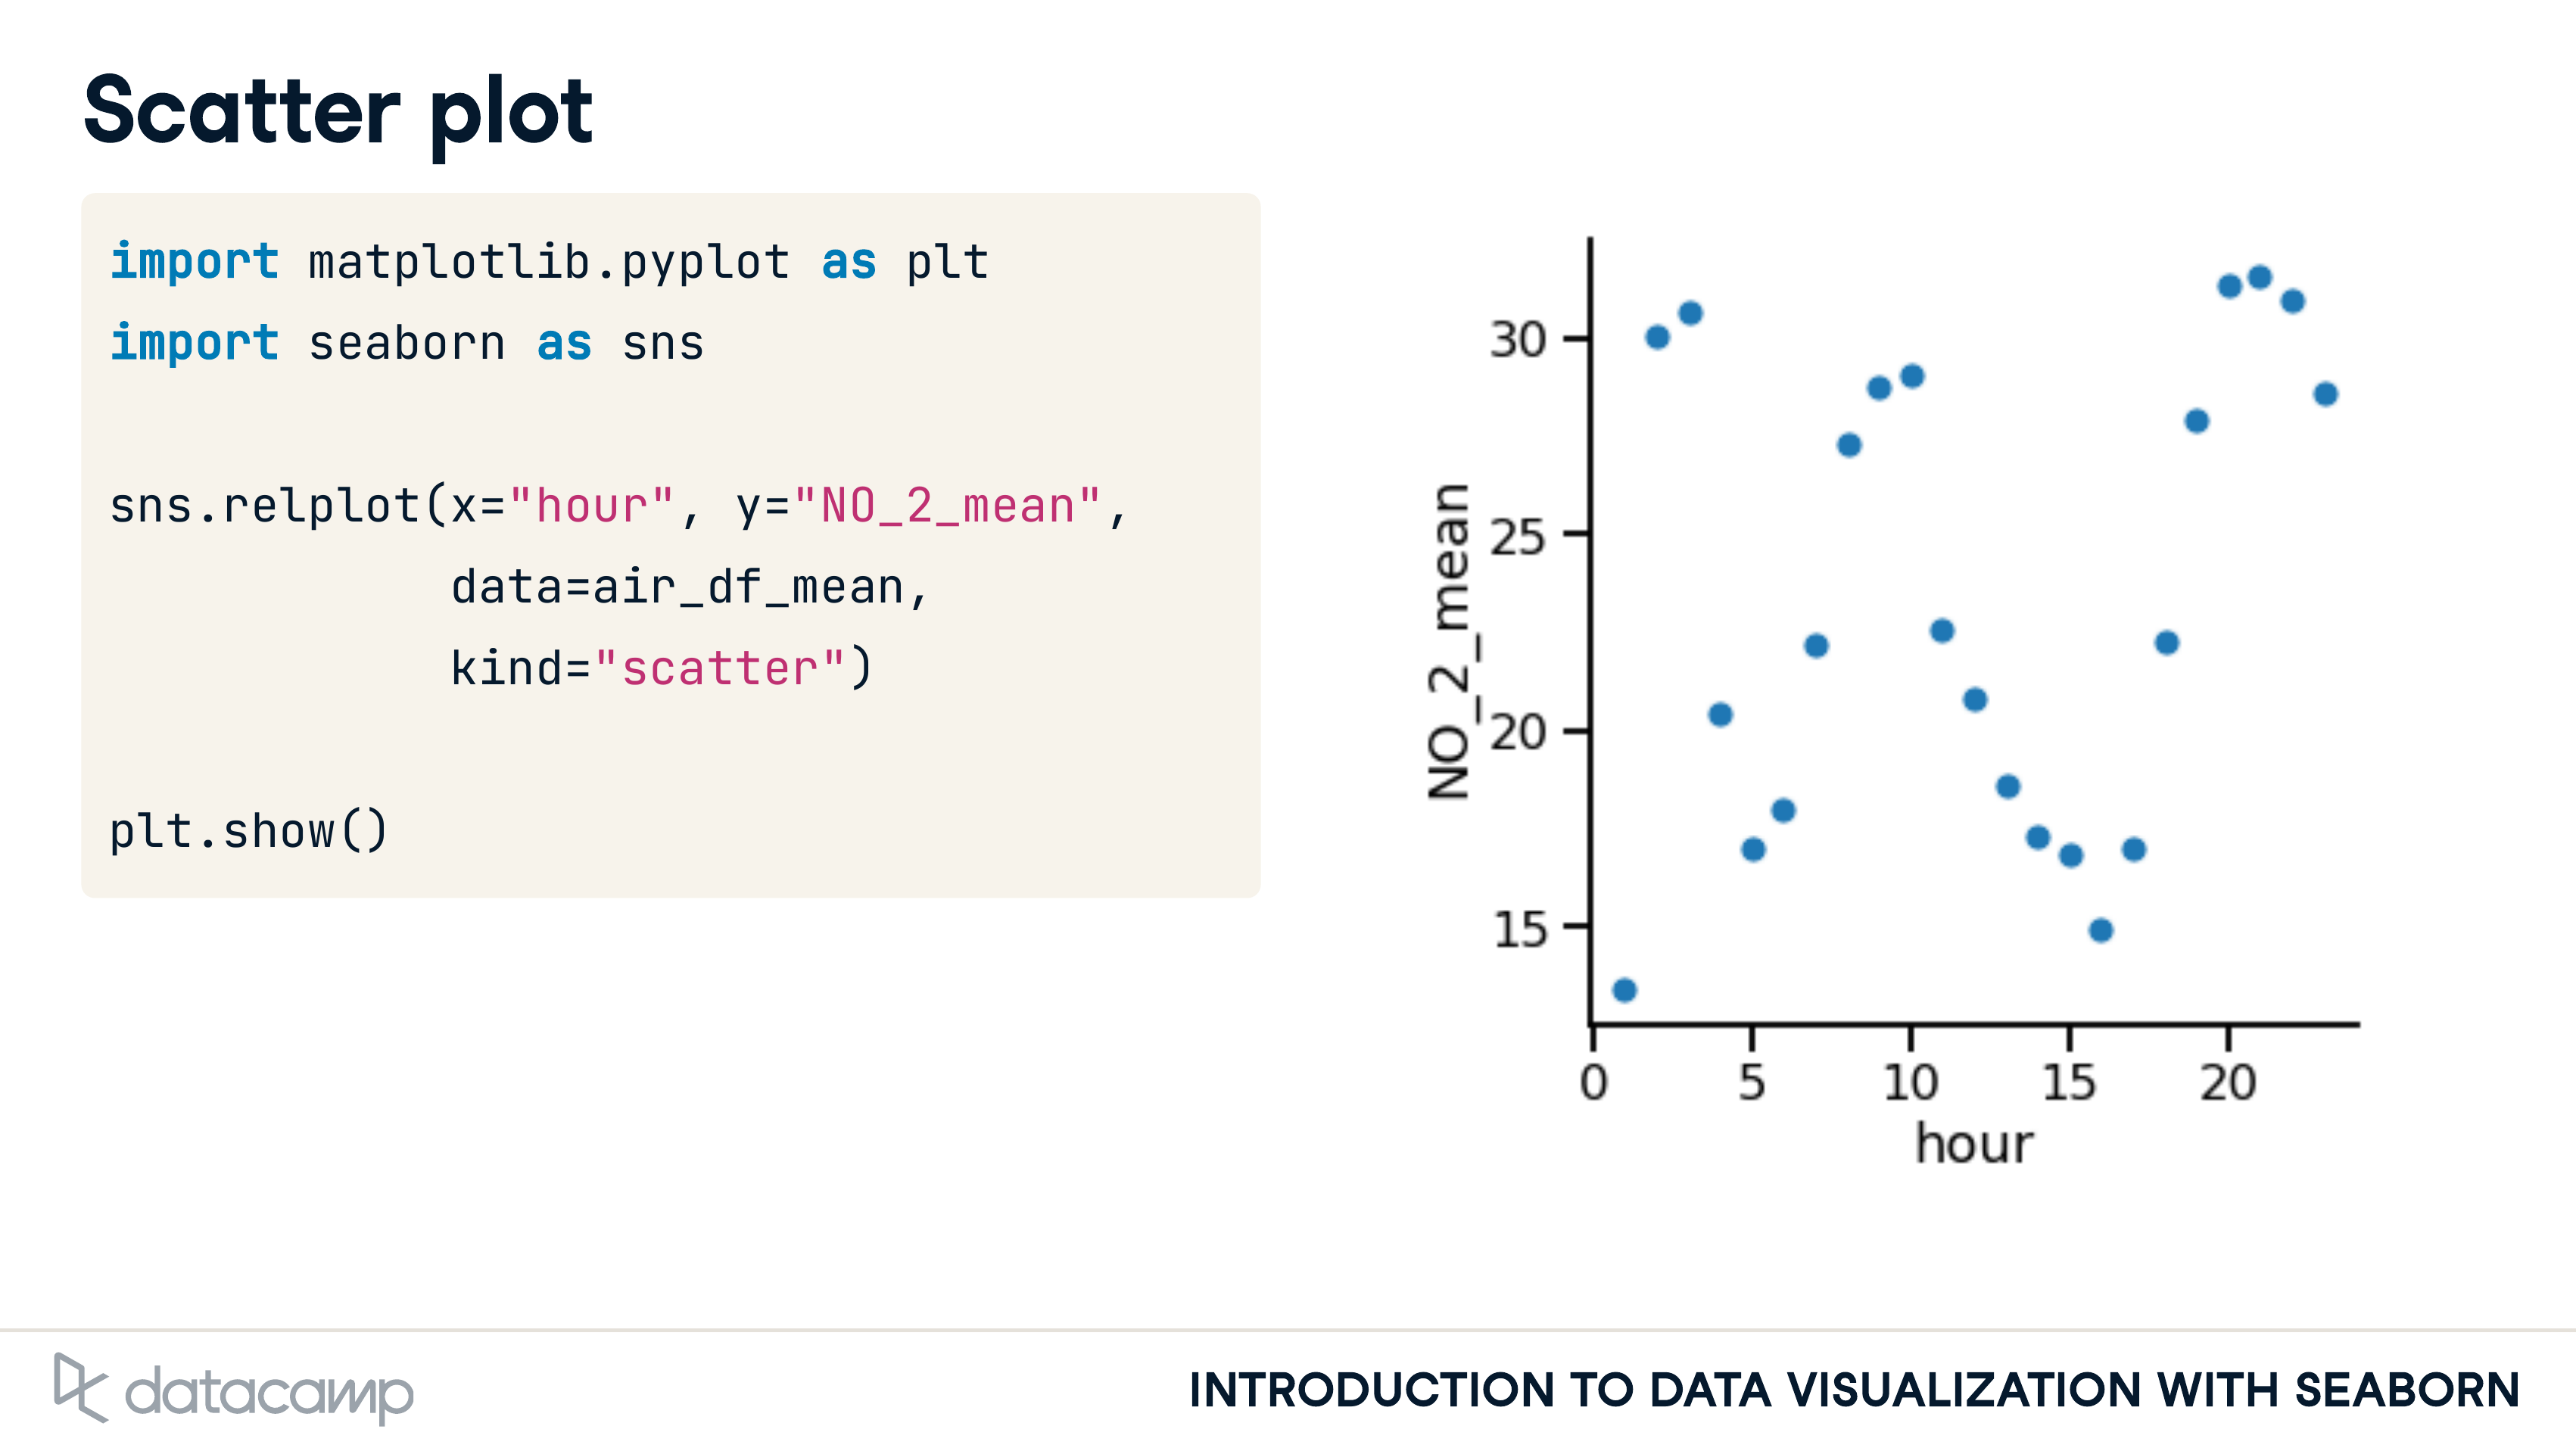 Scatter plot
import matplotlib.pyplot as plt
import seaborn as sns
sns.relplot(x="hour", y="NO_2_mean",
data=air_df_mean,
kind="scatter")
plt.show()
NO_2_mean
30
25
20
15
0 5 10 15 20
hour
datacamp
INTRODUCTION TO DATA VISUALIZATION WITH SEABORN